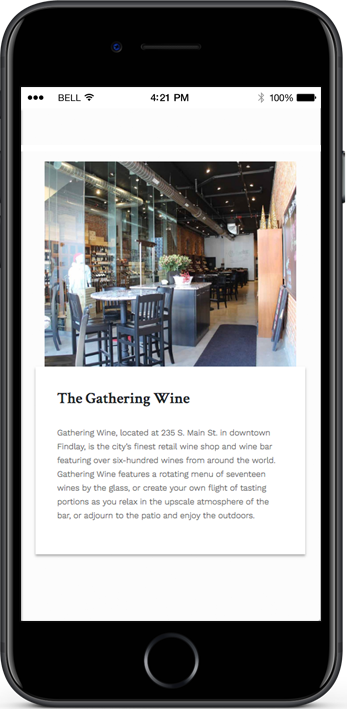 BELL 4:21 PM 100%
The Gathering Wine
Gathering Wine, located at 235 S. Main St. in downtown
Findlay, is the city's finest retail wine shop and wine bar
featuring over six-hundred wines from around the world.
Gathering Wine features a rotating menu of seventeen
wines by the glass, or create your own flight of tasting
portions as you relax in the upscale atmosphere of the
bar, or adjourn to the patio and enjoy the outdoors.